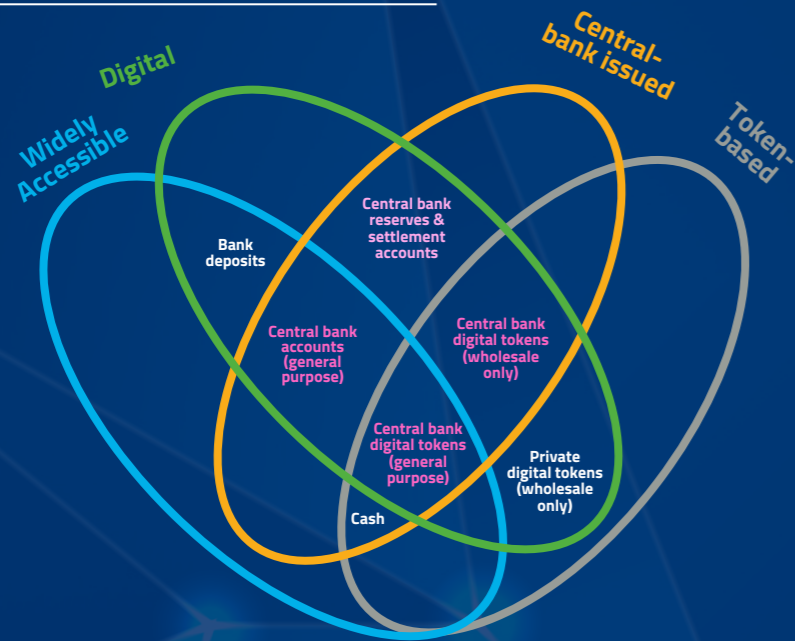 Digital
Central-
bank issued
Widely
Accessible
Token-
based
Central bank
reserves &
settlement
accounts
Bank
deposits
Central bank
accounts
(general
purpose)
Central bank
digital tokens
(wholesale
only)
Central bank
digital tokens
(general
purpose)
Private
digital tokens
(wholesale
only)
Cash